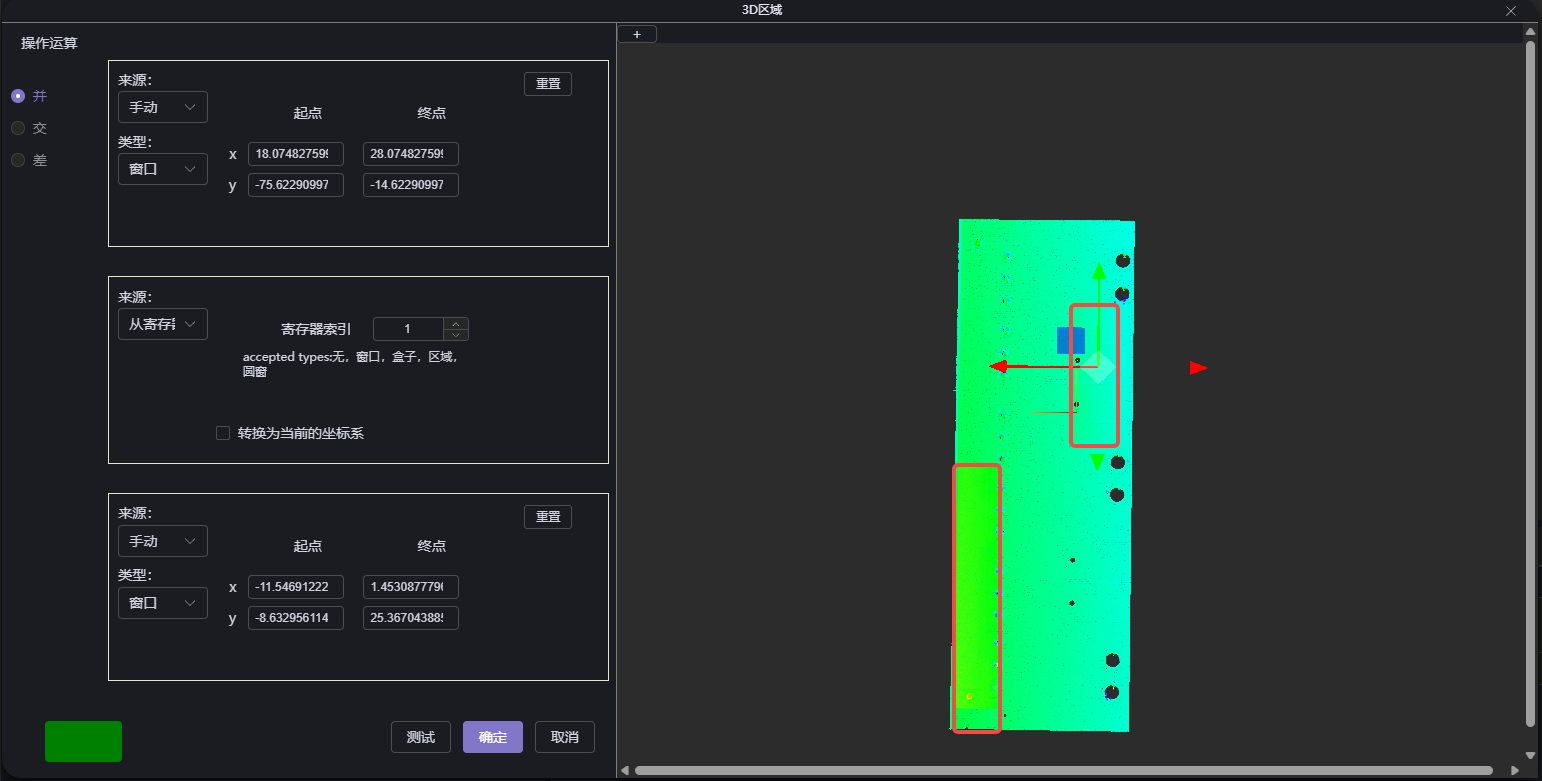 3D区域
操作运算
+
来源:
重置
并
手动
起点
终点
交
类型:
差
窗口
x
18.074827599
28.074827599
y
-75.62290997
-14.62290997
来源:
从寄存
寄存器索引
1
accepted types:无，窗口，盒子，区域，
圆窗
转换为当前的坐标系
来源:
重置
手动
起点
终点
类型:
窗口
x
-11.54691222
1.453087779
y
-8.632956114
25.36704388
测试
确定
取消